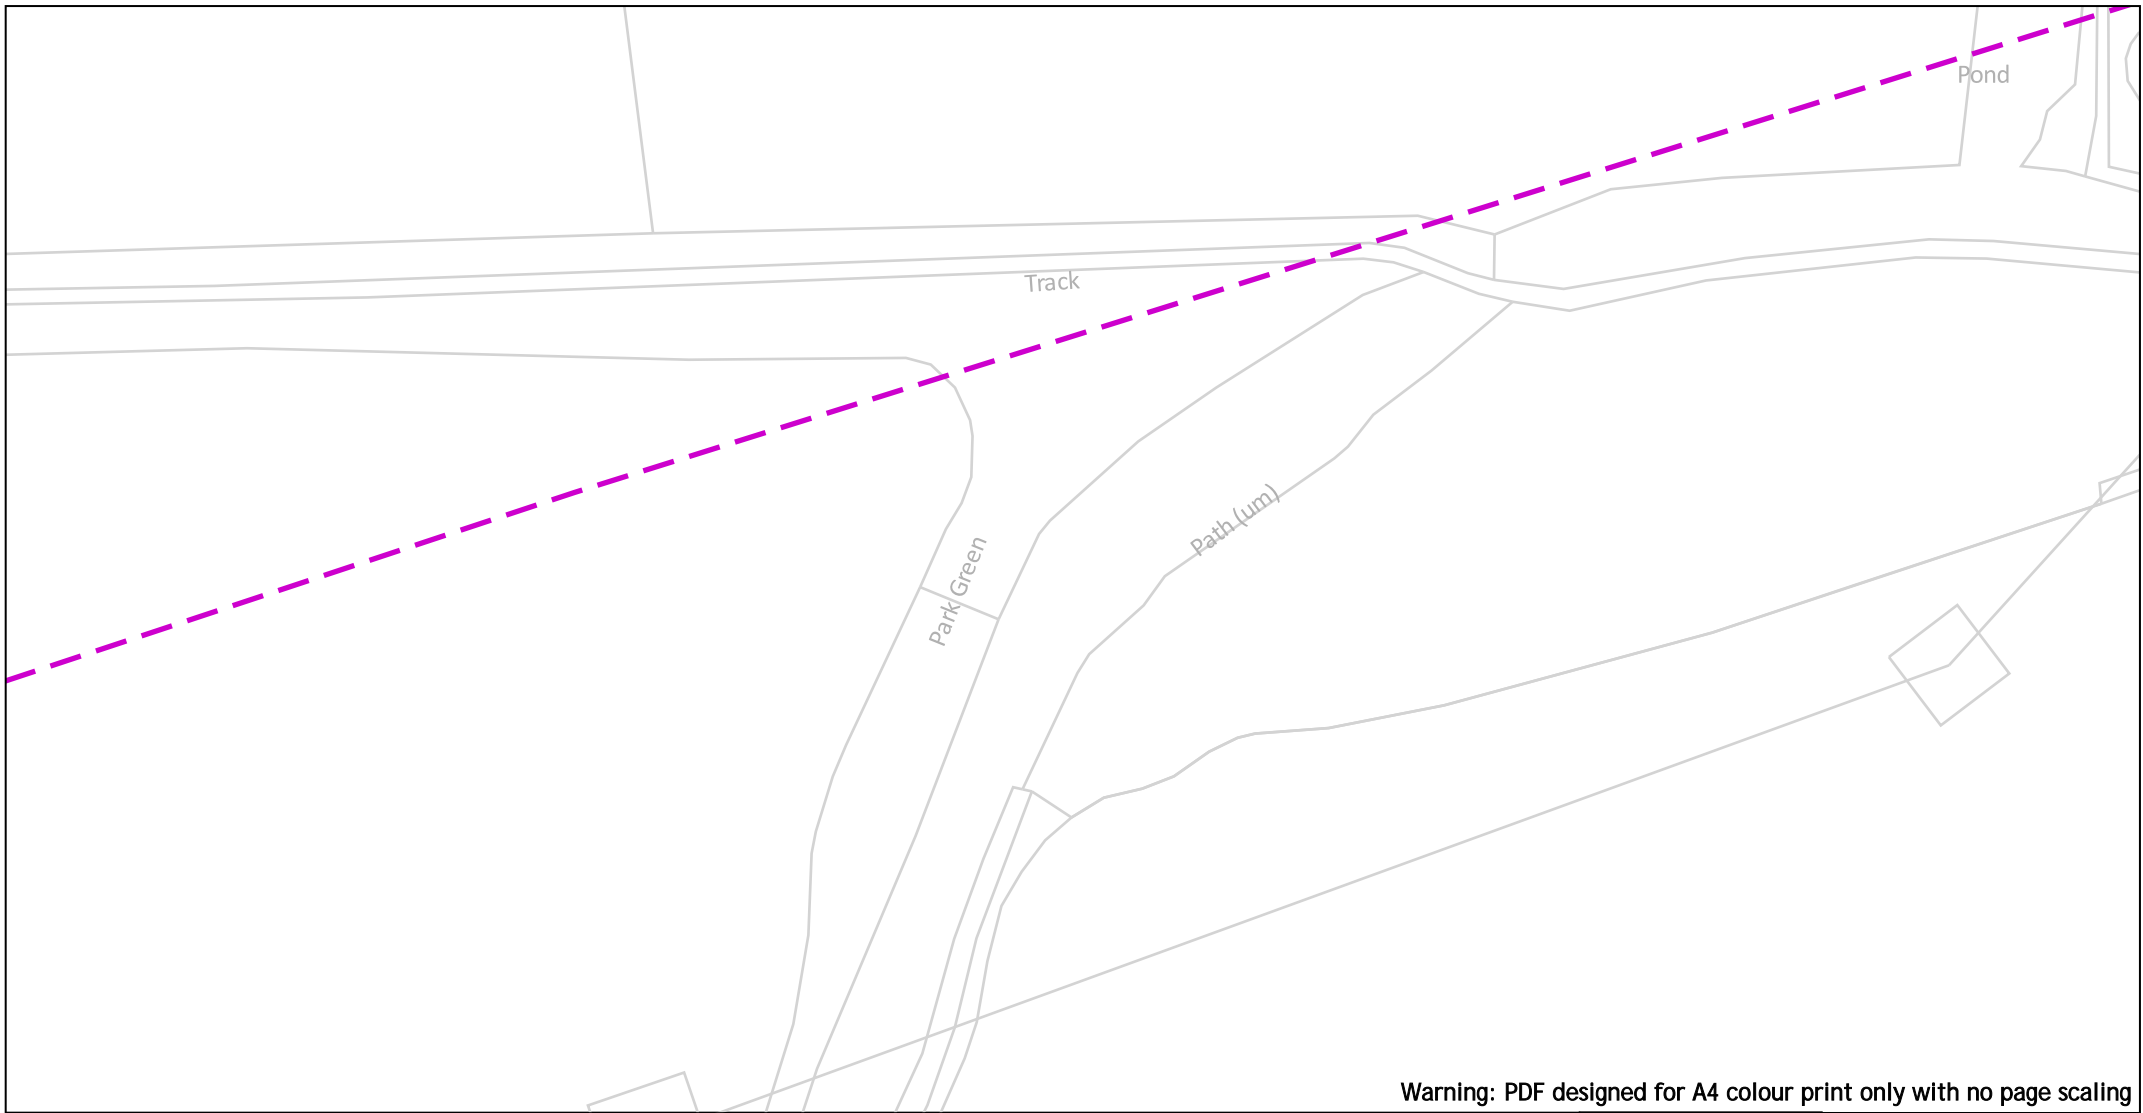 Pond
Track
Path (um)
Park Green
Warning: PDF designed for A4 colour print only with no page scaling